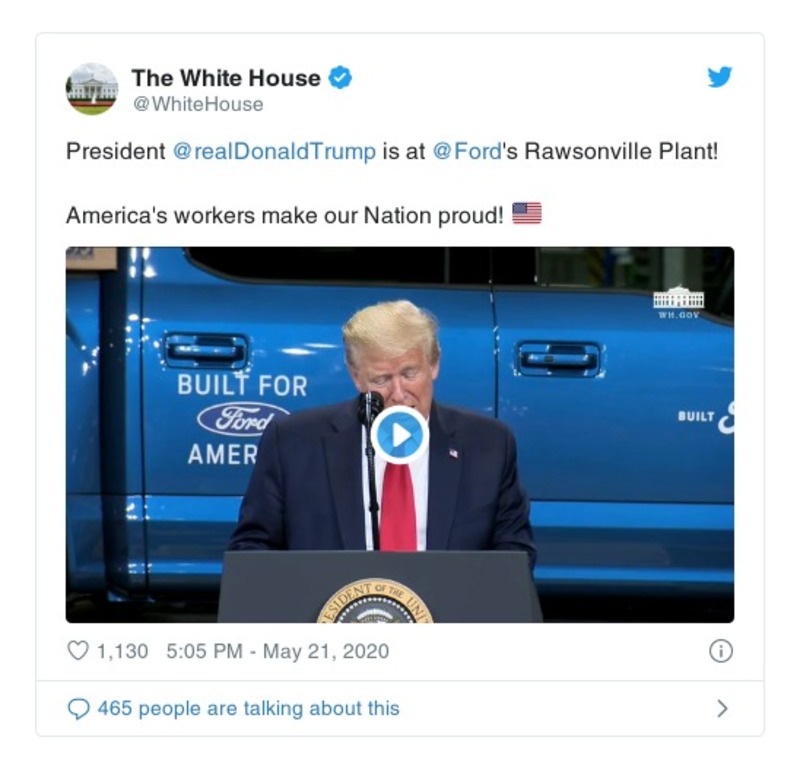 The White House
@WhiteHouse
President @realDonaldTrump is at @Ford's Rawsonville Plant!
America's workers make our Nation proud! 🇺🇸
WH.GOV
BUILT FOR
Ford
AMER
BUILT
PRESIDENT OF THE UNI
1,130 5:05 PM - May 21, 2020
465 people are talking about this